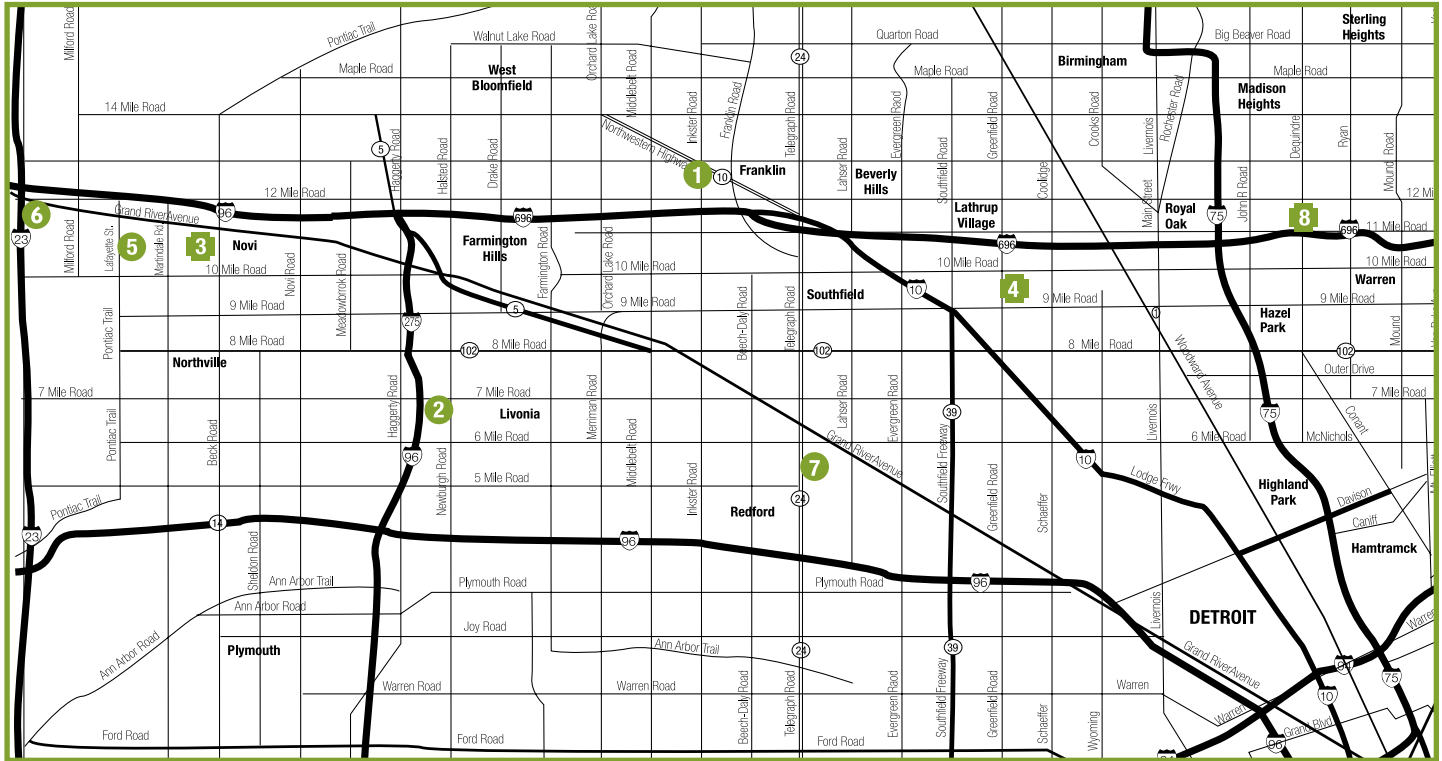 Sterling
Heights
Milford Road
Pontiac Trail
Walnut Lake Road
Orchard Lake Road
24
Quarton Road
Big Beaver Road
Birmingham
Maple Road
West
Bloomfield
Middlebelt Road
Maple Road
Maple Road
Madison
Heights
14 Mile Road
Inkster Road
Franklin Road
Telegraph Road
Lahser Road
Evergreen Raod
Southfield Road
Greenfield Road
Coolidge
Crooks Road
Livernois
Rochester Road
Dequindre
Ryan
Mound Road
5
Haggerty Road
Halsted Road
Drake Road
Northwestern Highway
1
10
Franklin
Beverly
Hills
12 Mile Road
12 Mile Road
12 Mi
John R Road
Main Street
6
Grand RiverAvenue
96
696
Lathrup
Village
Royal
Oak
75
8
11 Mile Road
696
23
Milford Road
Lafayette St.
5
Martindale Rd.
3
Novi
Farmington
Hills
696
10 Mile Road
Novi Road
Meadowbrrok Road
Farmington Road
Orchard Lake Road
10 Mile Road
10 Mile Road
10 Mile Road
Warren
Southfield
10
4
9 Mile Road
275
5
9 Mile Road
9 Mile Road
9 Mile Road
Pontiac Trail
Beech-Daly Road
Telegraph Road
Hazel
Park
Mound
8 Mile Road
102
8 Mile Road
102
8 Mile Road
102
Northville
Woodward Avenue
Outer Drive
7 Mile Road
Haggerty Road
2
7 Mile Road
Livonia
Merriman Road
Lahser Road
Evergreen Raod
39
75
7 Mile Road
Conant
Pontiac Trail
Beck Road
6 Mile Road
Middlebelt Road
Grand RiverAvenue
Southfield Freeway
Livernois
6 Mile Road
McNichols
96
Newburgh Road
5 Mile Road
Inkster Road
7
24
Greenfield Road
Schaeffer
10
Lodge Frwy
Highland
Park
Davison
Pontiac Trail
14
Redford
Caniff
23
Sheldon Road
96
Hamtramck
Ann Arbor Trail
Plymouth Road
Plymouth Road
96
Ann Arbor Road
Livernois
DETROIT
Ann Arbor Road
Joy Road
Ann Arbor Trail
24
39
Warren
Plymouth
Grand RiverAvenue
94
75
Warren Road
Warren Road
Beech-Daly Road
Telegraph Road
Evergreen Raod
Southfield Freeway
Greenfield Road
Schaeffer
Wyoming
Warren
Warren
10
Ford Road
Ford Road
Ford Road
96
Grand Blvd
94